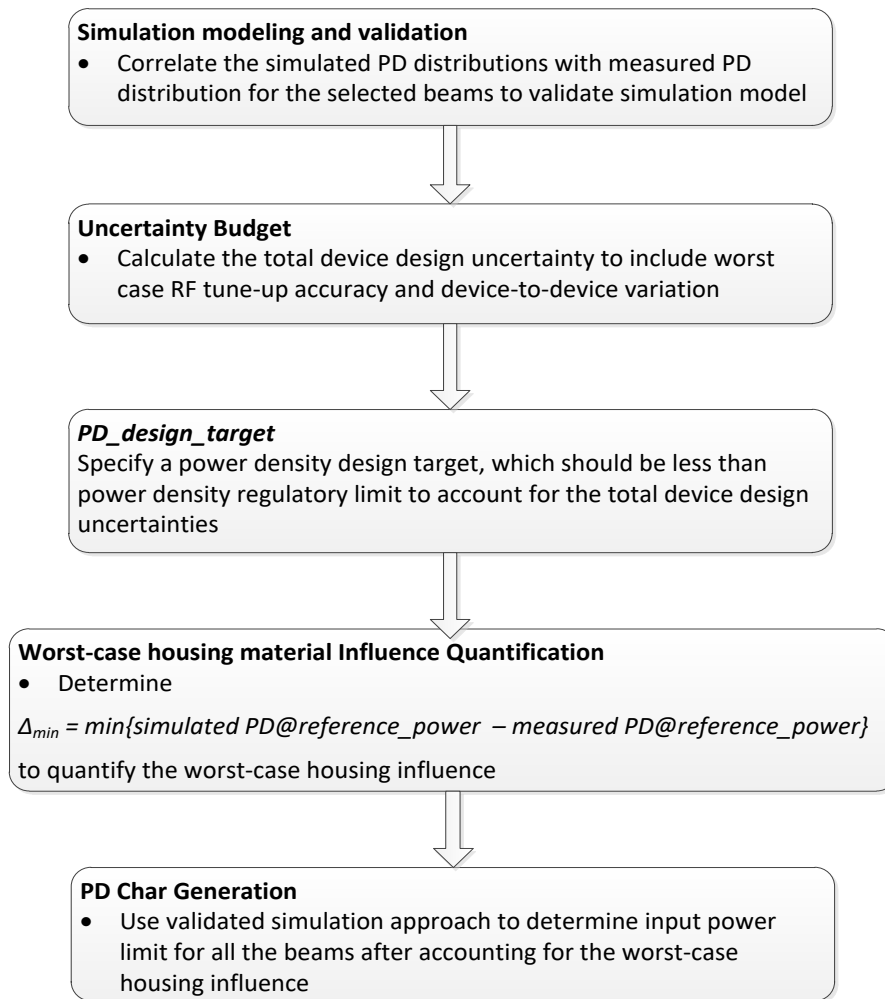 Simulation modeling and validation
• Correlate the simulated PD distributions with measured PD
distribution for the selected beams to validate simulation model
Uncertainty Budget
• Calculate the total device design uncertainty to include worst
case RF tune-up accuracy and device-to-device variation
PD_design_target
Specify a power density design target, which should be less than
power density regulatory limit to account for the total device design
uncertainties
Worst-case housing material Influence Quantification
• Determine
Δmin = min{simulated PD@reference_power – measured PD@reference_power}
to quantify the worst-case housing influence
PD Char Generation
• Use validated simulation approach to determine input power
limit for all the beams after accounting for the worst-case
housing influence